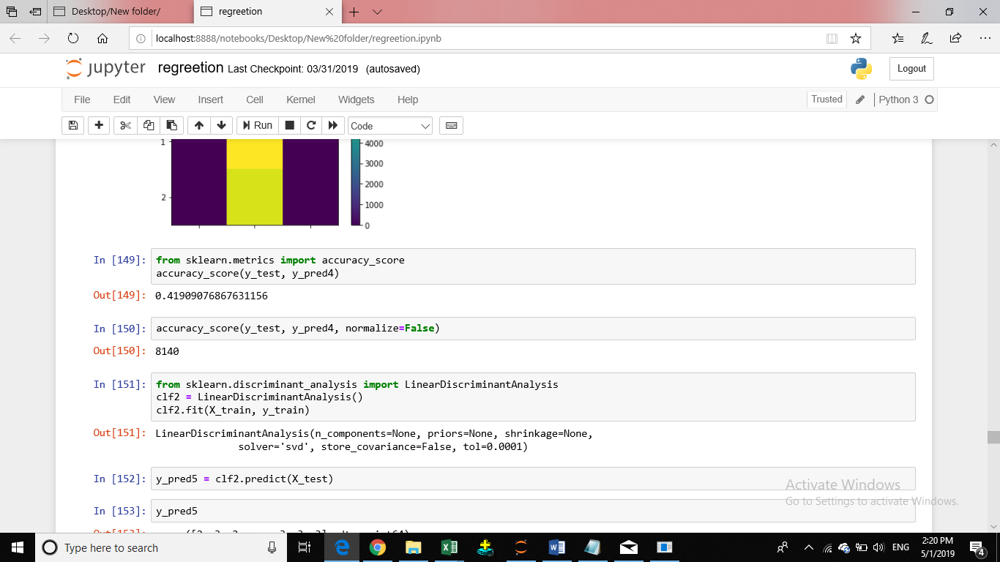 Desktop/New folder/
regreetion
localhost:8888/notebooks/Desktop/New%20folder/regreetion.ipynb
jupyter regreetion Last Checkpoint: 03/31/2019 (autosaved)
Logout
File Edit View Insert Cell Kernel Widgets Help
Trusted Python 3
Run Code
1
2
4000
3000
2000
1000
0
In [149]: from sklearn.metrics import accuracy_score
accuracy_score(y_test, y_pred4)
Out[149]: 0.41909076867631156
In [150]: accuracy_score(y_test, y_pred4, normalize=False)
Out[150]: 8140
In [151]: from sklearn.discriminant_analysis import LinearDiscriminantAnalysis
clf2 = LinearDiscriminantAnalysis()
clf2.fit(X_train, y_train)
Out[151]: LinearDiscriminantAnalysis(n_components=None, priors=None, shrinkage=None,
solver='svd', store_covariance=False, tol=0.0001)
In [152]: y_pred5 = clf2.predict(X_test)
In [153]: y_pred5
Activate Windows
Go to Settings to activate Windows.
Type here to search
ENG
2:20 PM
5/1/2019
4